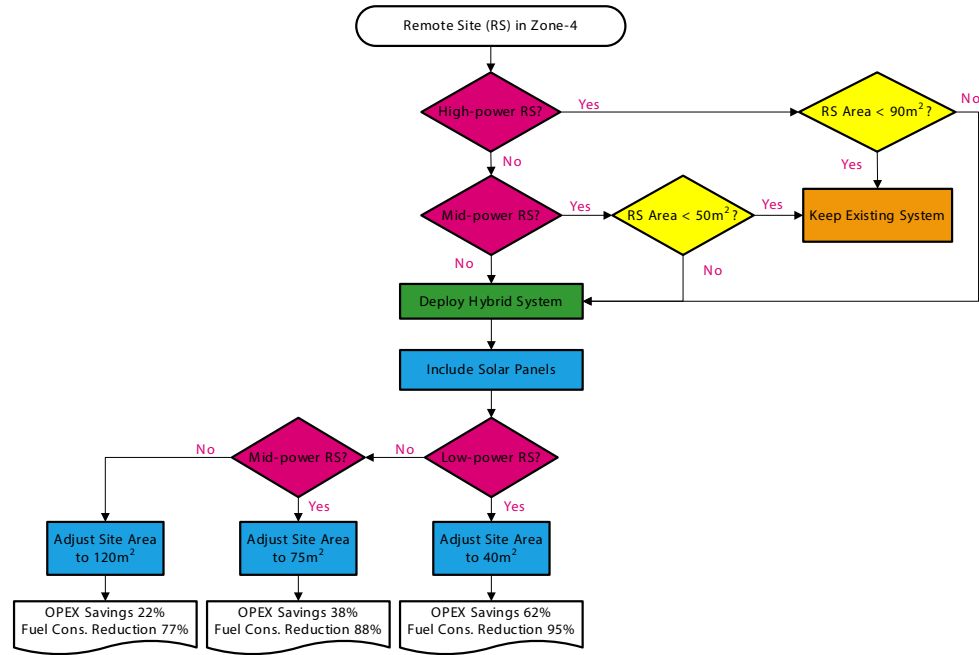 Remote Site (RS) in Zone-4
High-power RS?
Yes
RS Area < 90m²?
No
No
Yes
Mid-power RS?
Yes
RS Area < 50m²?
Yes
Keep Existing System
No
No
Deploy Hybrid System
Include Solar Panels
Low-power RS?
No
Mid-power RS?
No
Yes
Yes
Adjust Site Area
to 120m²
Adjust Site Area
to 75m²
Adjust Site Area
to 40m²
OPEX Savings 22%
Fuel Cons. Reduction 77%
OPEX Savings 38%
Fuel Cons. Reduction 88%
OPEX Savings 62%
Fuel Cons. Reduction 95%